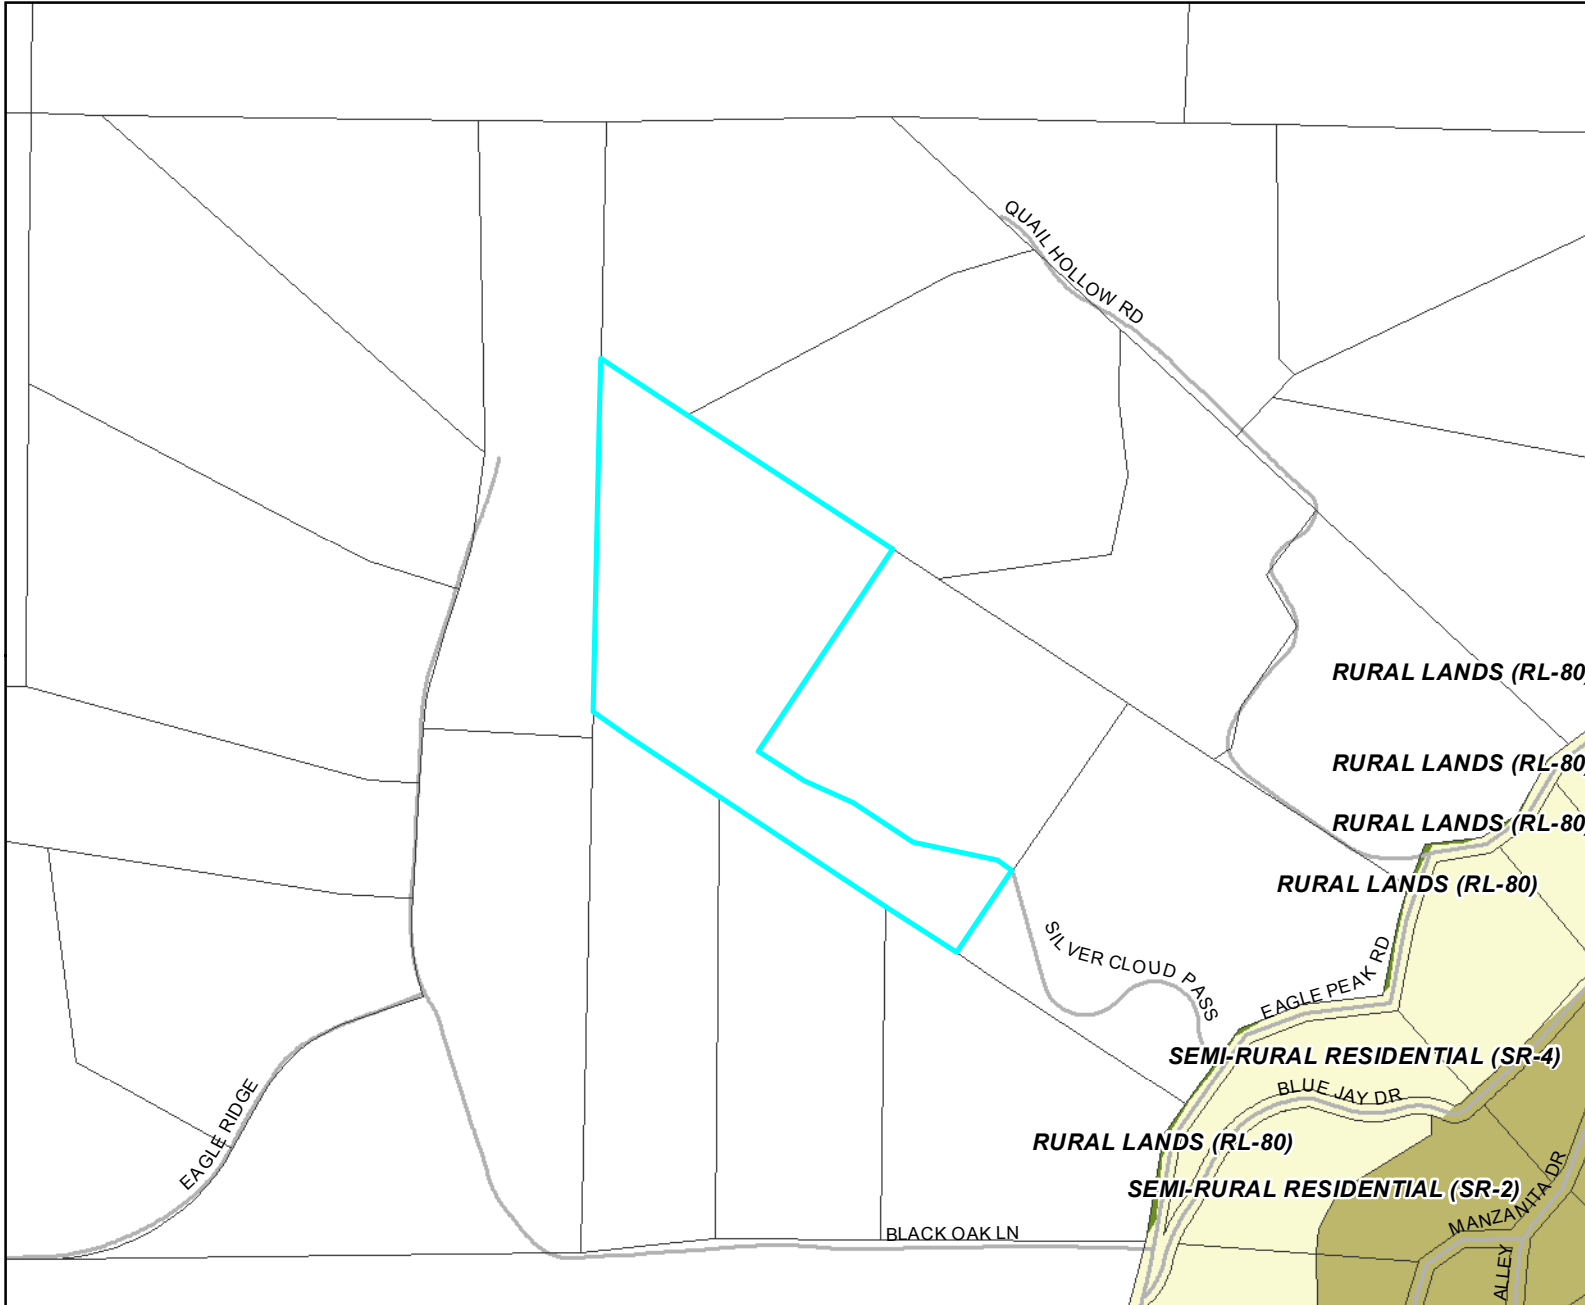 QUAIL HOLLOW RD
RURAL LANDS (RL-80)
RURAL LANDS (RL-80)
RURAL LANDS (RL-80)
RURAL LANDS (RL-80)
SILVER CLOUD PASS
EAGLE PEAK RD
SEMI-RURAL RESIDENTIAL (SR-4)
BLUE JAY DR
EAGLE RIDGE
RURAL LANDS (RL-80)
SEMI-RURAL RESIDENTIAL (SR-2)
MANZANITA DR
BLACK OAK LN
ALLEY